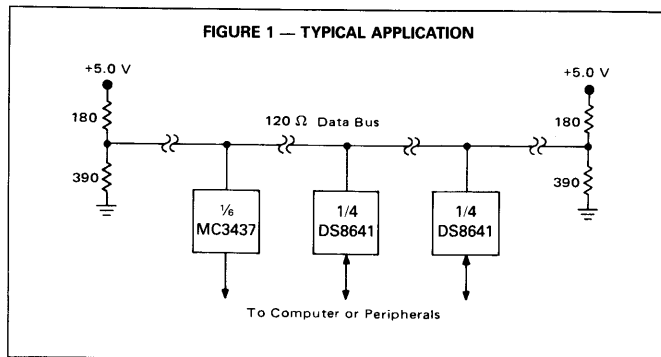 FIGURE 1 — TYPICAL APPLICATION
+5.0 V
+5.0 V
180
120 Ω Data Bus
180
390
390
1/6
MC3437
1/4
DS8641
1/4
DS8641
To Computer or Peripherals